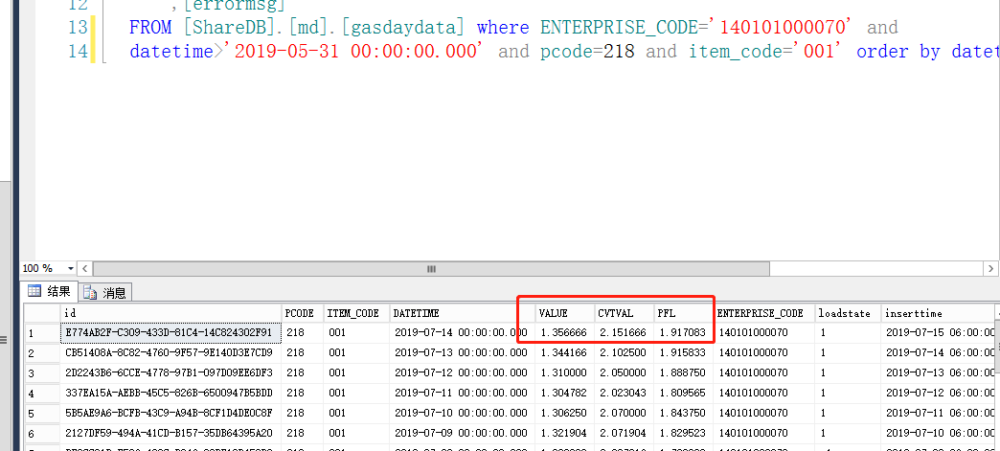 12 ,[errormsg]
13 FROM [ShareDB].[md].[gasdaydata] where ENTERPRISE_CODE='140101000070' and
14 datetime>'2019-05-31 00:00:00.000' and pcode=218 and item_code='001' order by datet
100 %
结果 消息
id PCODE ITEM_CODE DATETIME VALUE CVTVAL PFL ENTERPRISE_CODE loadstate inserttime
1 E774AB2F-C309-433D-81C4-14C824302F91 218 001 2019-07-14 00:00:00.000 1.356666 2.151666 1.917083 140101000070 1 2019-07-15 06:00:00
2 CB51408A-8C82-4760-9F57-9E140D3E7CD9 218 001 2019-07-13 00:00:00.000 1.344166 2.102500 1.915833 140101000070 1 2019-07-14 06:00:00
3 2D2243B6-6CCE-4778-97B1-097D09EE6DF3 218 001 2019-07-12 00:00:00.000 1.310000 2.050000 1.888750 140101000070 1 2019-07-13 06:00:00
4 337EA15A-AEBB-45C5-826B-6500947B5BDD 218 001 2019-07-11 00:00:00.000 1.304782 2.023043 1.809565 140101000070 1 2019-07-12 06:00:00
5 5B5AE9A6-BCFB-43C9-A94B-8CF1D4DE0C8F 218 001 2019-07-10 00:00:00.000 1.306250 2.070000 1.843750 140101000070 1 2019-07-11 06:00:00
6 2127DF59-494A-41CD-B157-35DB64395A20 218 001 2019-07-09 00:00:00.000 1.321904 2.071904 1.829523 140101000070 1 2019-07-10 06:00:00